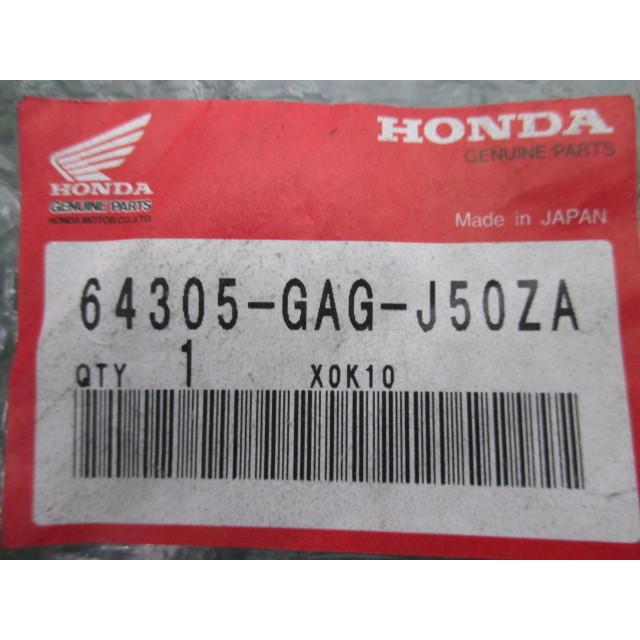 HONDA
GENUINE PARTS
HONDA MOTOR CO., LTD.
HONDA
GENUINE PARTS
Made in JAPAN
64305-GAG-J50ZA
QTY 1 X0K10